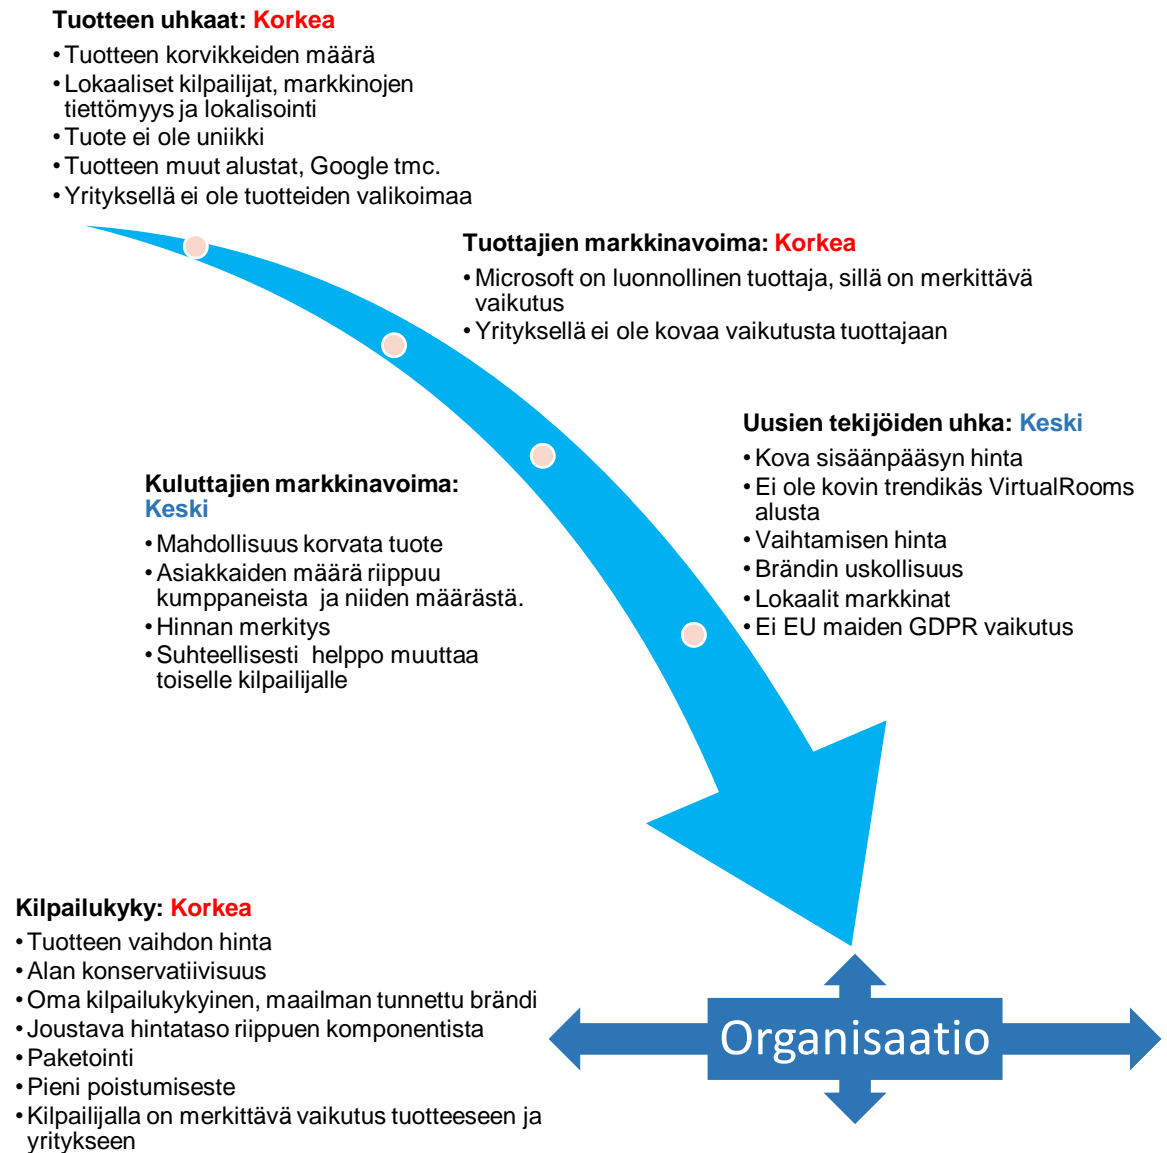 Tuotteen uhkaat: Korkea
• Tuotteen korvikkeiden määrä
• Lokaaliset kilpailijat, markkinojen
tiettömyys ja lokalisointi
• Tuote ei ole uniikki
• Tuotteen muut alustat, Google tmc.
• Yrityksellä ei ole tuotteiden valikoimaa
Tuottajien markkinavoima: Korkea
• Microsoft on luonnollinen tuottaja, sillä on merkittävä
vaikutus
• Yrityksellä ei ole kovaa vaikutusta tuottajaan
Uusien tekijöiden uhka: Keski
• Kova sisäänpääsyn hinta
• Ei ole kovin trendikäs VirtualRooms
alusta
• Vaihtamisen hinta
• Brändin uskollisuus
• Lokaalit markkinat
• Ei EU maiden GDPR vaikutus
Kuluttajien markkinavoima:
Keski
• Mahdollisuus korvata tuote
• Asiakkaiden määrä riippuu
kumppaneista ja niiden määrästä.
• Hinnan merkitys
• Suhteellisesti helppo muuttaa
toiselle kilpailijalle
Kilpailukyky: Korkea
• Tuotteen vaihdon hinta
• Alan konservatiivisuus
• Oma kilpailukykyinen, maailman tunnettu brändi
• Joustava hintataso riippuen komponentista
• Paketointi
• Pieni poistumiseste
• Kilpailijalla on merkittävä vaikutus tuotteeseen ja
yritykseen
Organisaatio